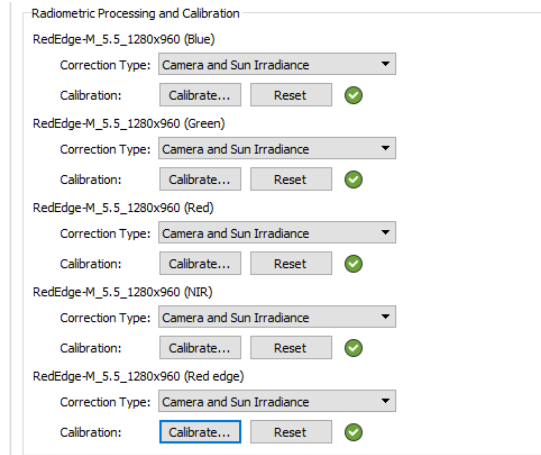 Radiometric Processing and Calibration
RedEdge-M_5.5_1280x960 (Blue)
Correction Type: Camera and Sun Irradiance
Calibration: Calibrate... Reset
RedEdge-M_5.5_1280x960 (Green)
Correction Type: Camera and Sun Irradiance
Calibration: Calibrate... Reset
RedEdge-M_5.5_1280x960 (Red)
Correction Type: Camera and Sun Irradiance
Calibration: Calibrate... Reset
RedEdge-M_5.5_1280x960 (NIR)
Correction Type: Camera and Sun Irradiance
Calibration: Calibrate... Reset
RedEdge-M_5.5_1280x960 (Red edge)
Correction Type: Camera and Sun Irradiance
Calibration: Calibrate... Reset